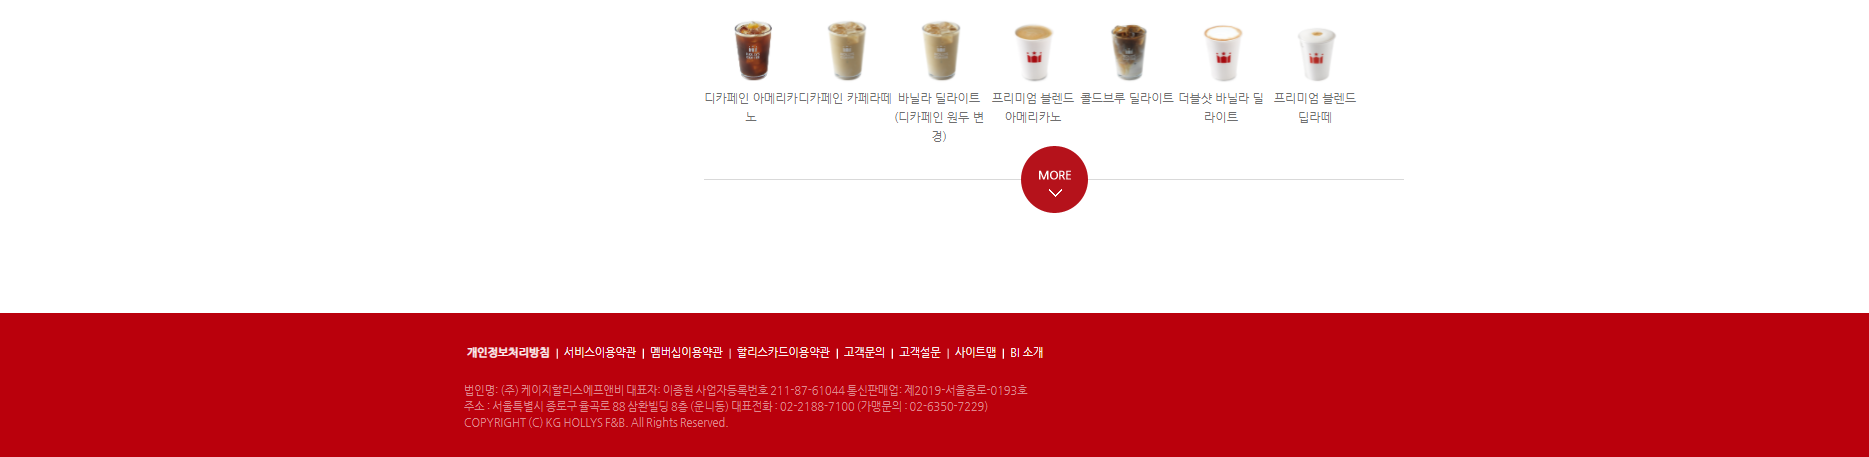 디카페인 아메리카노
디카페인 카페라떼
바닐라 딜라이트
(디카페인 원두 변경)
프리미엄 블렌드
아메리카노
콜드브루 딜라이트
더블샷 바닐라 딜라이트
프리미엄 블렌드
딥라떼
MORE
개인정보처리방침 | 서비스이용약관 | 멤버십이용약관 | 할리스카드이용약관 | 고객문의 | 고객설문 | 사이트맵 | BI 소개
법인명: (주) 케이지할리스에프앤비 대표자: 이종현 사업자등록번호 211-87-61044 통신판매업: 제2019-서울종로-0193호
주소 : 서울특별시 종로구 율곡로 88 삼환빌딩 8층 (운니동) 대표전화 : 02-2188-7100 (가맹문의 : 02-6350-7229)
COPYRIGHT (C) KG HOLLYS F&B. All Rights Reserved.